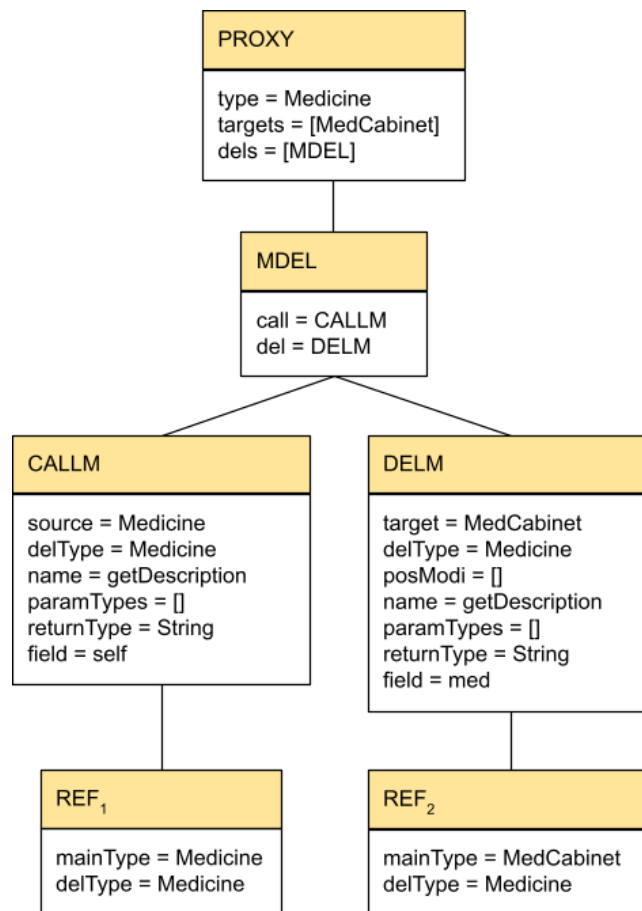 PROXY
type = Medicine
targets = [MedCabinet]
dels = [MDEL]
MDEL
call = CALLM
del = DELM
CALLM
source = Medicine
delType = Medicine
name = getDescription
paramTypes = []
returnType = String
field = self
DELM
target = MedCabinet
delType = Medicine
posModi = []
name = getDescription
paramTypes = []
returnType = String
field = med
REF₁
mainType = Medicine
delType = Medicine
REF₂
mainType = MedCabinet
delType = Medicine